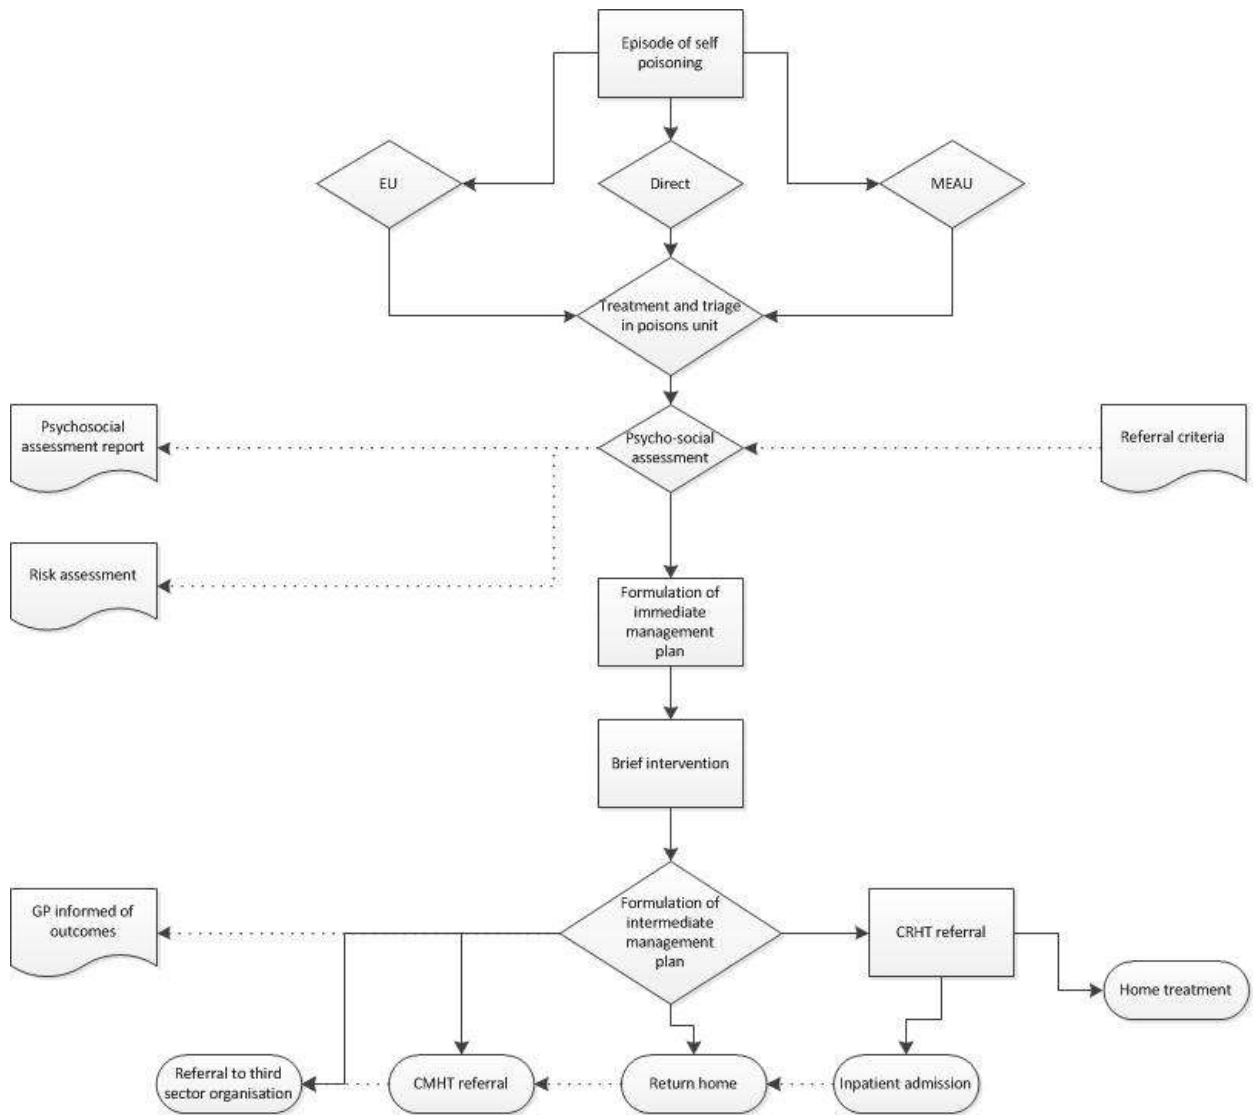 Episode of self
poisoning
EU
Direct
MEAU
Treatment and triage
in poisons unit
Psychosocial
assessment report
Psycho-social
assessment
Referral criteria
Risk assessment
Formulation of
immediate
management
plan
Brief intervention
GP informed of
outcomes
Formulation of
intermediate
management
plan
CRHT referral
Home treatment
Referral to third
sector organisation
CMHT referral
Return home
Inpatient admission